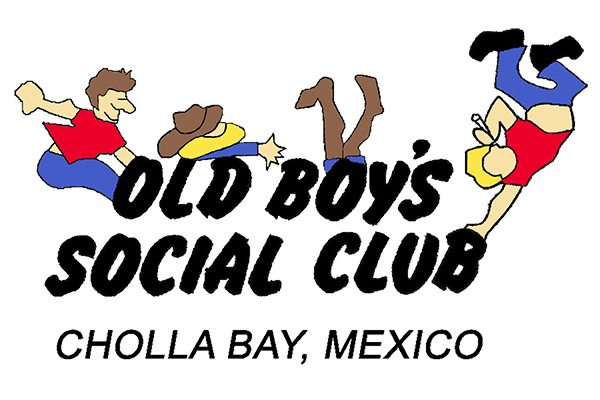 OLD BOY'S
SOCIAL CLUB
CHOLLA BAY, MEXICO